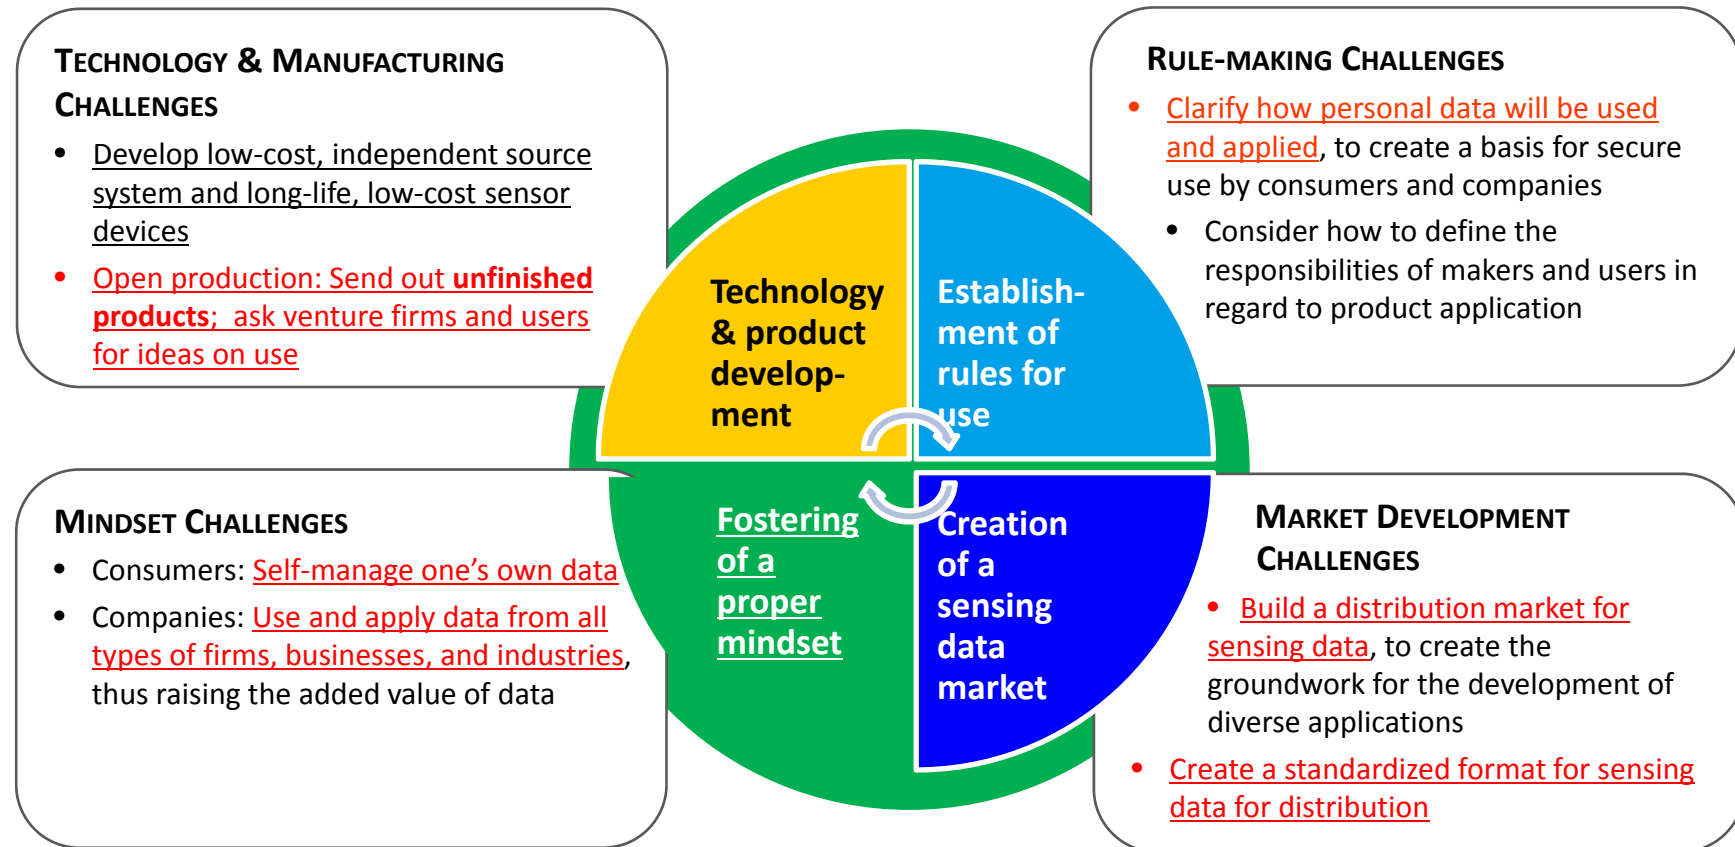 TECHNOLOGY & MANUFACTURING
CHALLENGES
• Develop low-cost, independent source
system and long-life, low-cost sensor
devices
• Open production: Send out unfinished
products;  ask venture firms and users
for ideas on use
RULE-MAKING CHALLENGES
• Clarify how personal data will be used
and applied, to create a basis for secure
use by consumers and companies
• Consider how to define the
responsibilities of makers and users in
regard to product application
Technology
& product
develop-
ment
Establish-
ment of
rules for
use
MINDSET CHALLENGES
• Consumers: Self-manage one’s own data
• Companies: Use and apply data from all
types of firms, businesses, and industries,
thus raising the added value of data
Fostering
of a
proper
mindset
Creation
of a
sensing
data
market
MARKET DEVELOPMENT
CHALLENGES
• Build a distribution market for
sensing data, to create the
groundwork for the development of
diverse applications
• Create a standardized format for sensing
data for distribution